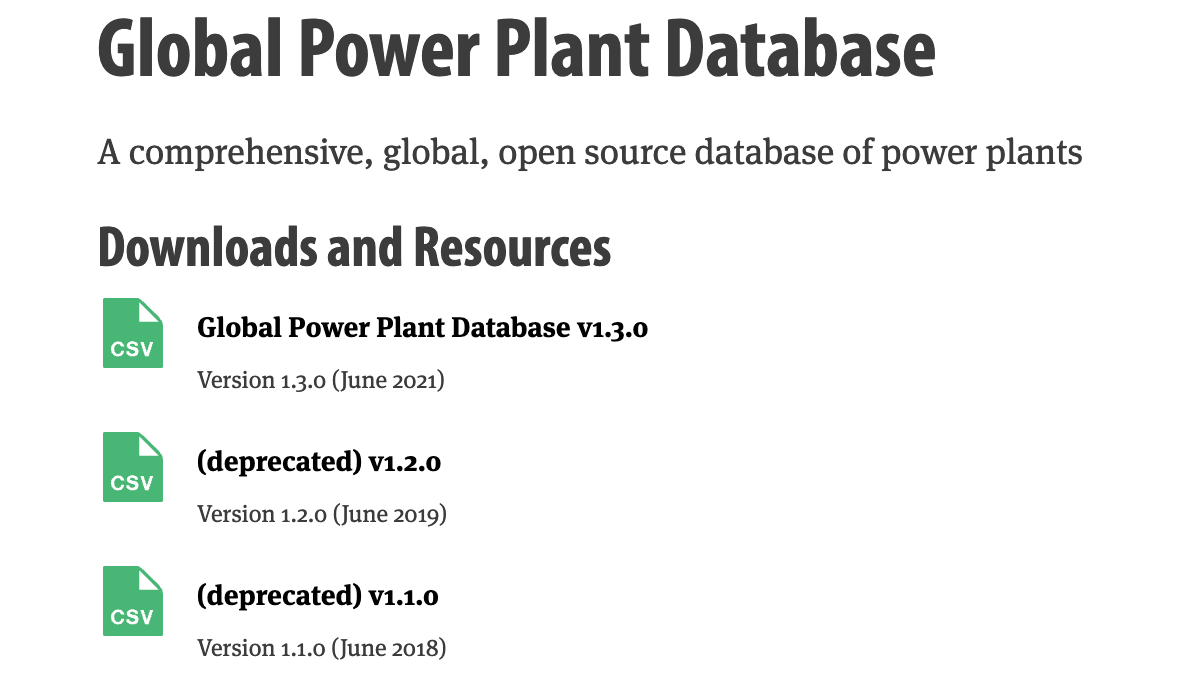 Global Power Plant Database
A comprehensive, global, open source database of power plants
Downloads and Resources
CSV
Global Power Plant Database v1.3.0
Version 1.3.0 (June 2021)
CSV
(deprecated) v1.2.0
Version 1.2.0 (June 2019)
CSV
(deprecated) v1.1.0
Version 1.1.0 (June 2018)